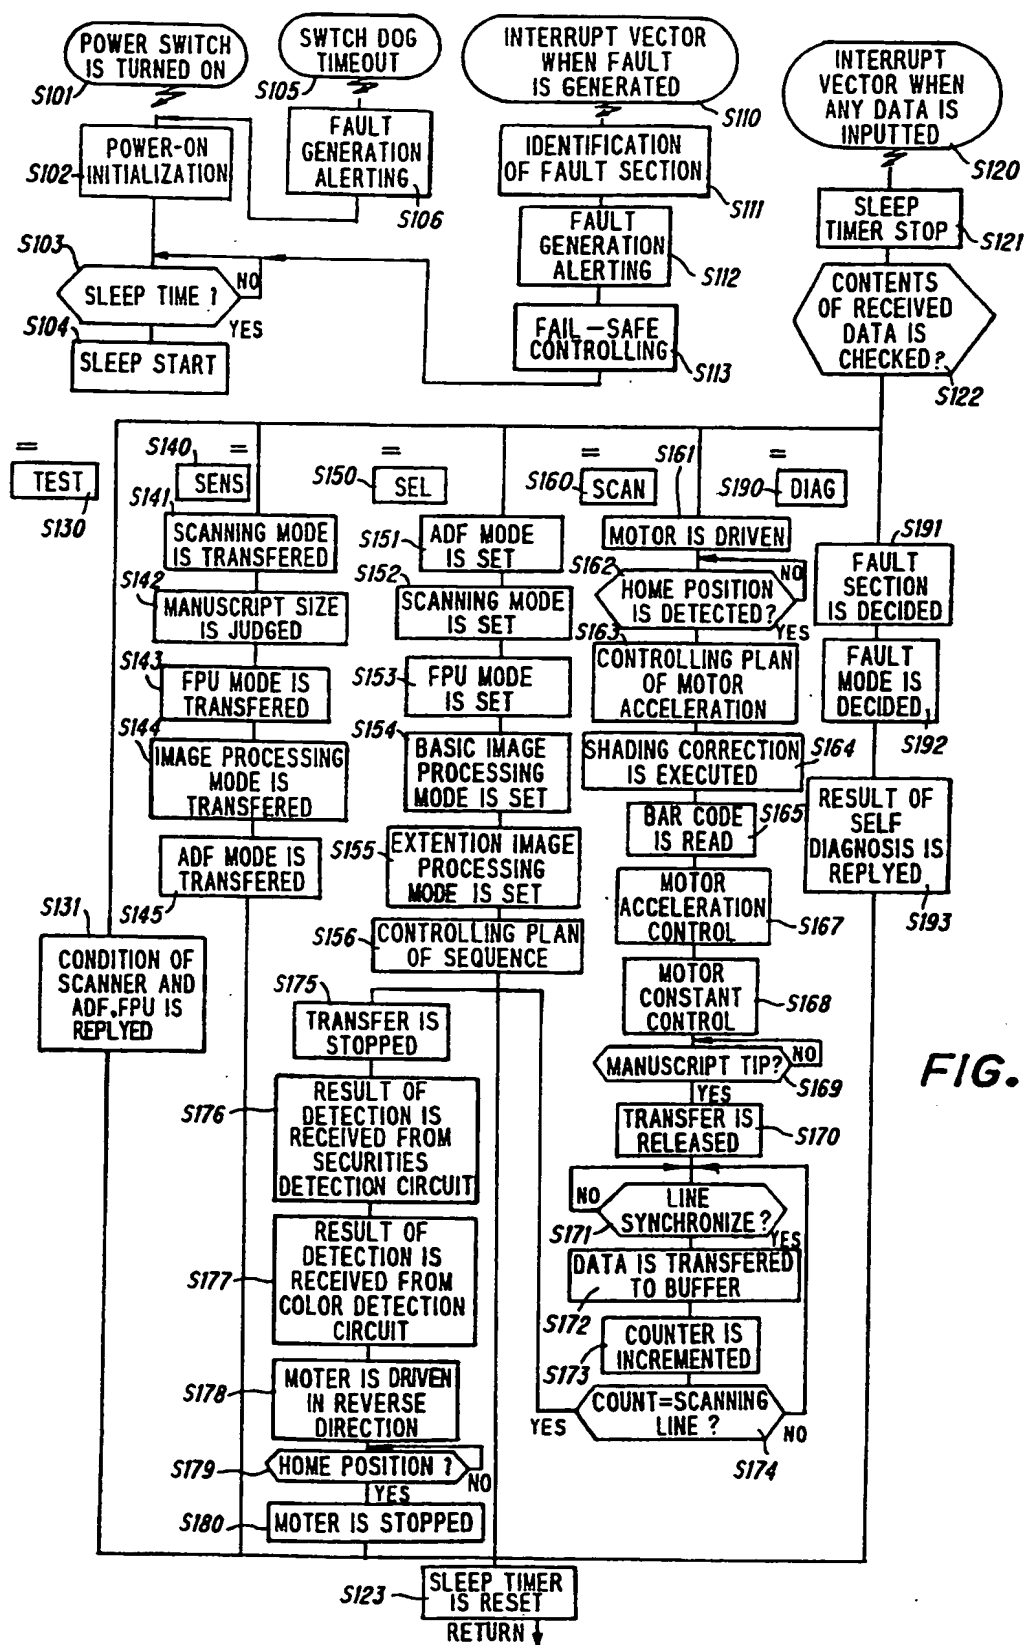 POWER SWITCH
IS TURNED ON
S101
SWTCH DOG
TIMEOUT
S105
INTERRUPT VECTOR
WHEN FAULT
IS GENERATED
S110
INTERRUPT
VECTOR WHEN
ANY DATA IS
INPUTTED
S120
POWER-ON
INITIALIZATION
S102
FAULT
GENERATION
ALERTING
S106
IDENTIFICATION
OF FAULT SECTION
S111
SLEEP
TIMER STOP
S121
S103
SLEEP TIME ?
NO
YES
FAULT
GENERATION
ALERTING
S112
CONTENTS
OF RECEIVED
DATA IS
CHECKED?
S122
S104
SLEEP START
FAIL-SAFE
CONTROLLING
S113
=
TEST
S130
S140
=
SENS
=
S150
SEL
=
S160
SCAN
S161
=
S190
DIAG
S141
SCANNING MODE
IS TRANSFERED
S142
MANUSCRIPT SIZE
IS JUDGED
S143
FPU MODE IS
TRANSFERED
S144
IMAGE PROCESSING
MODE IS
TRANSFERED
ADF MODE IS
TRANSFERED
S145
S131
CONDITION OF
SCANNER AND
ADF.FPU IS
REPLYED
ADF MODE
IS SET
S151
S152
SCANNING MODE
IS SET
FPU MODE
IS SET
S153
S154
BASIC IMAGE
PROCESSING
MODE IS SET
EXTENTION IMAGE
PROCESSING
MODE IS SET
S155
CONTROLLING PLAN
OF SEQUENCE
S156
MOTOR IS DRIVEN
S162
HOME POSITION
IS DETECTED?
NO
YES
S163
CONTROLLING PLAN
OF MOTOR
ACCELERATION
SHADING CORRECTION
IS EXECUTED
S164
BAR CODE
IS READ
S165
MOTOR
ACCELERATION
CONTROL
S167
MOTOR
CONSTANT
CONTROL
S168
MANUSCRIPT TIP?
NO
S169
YES
TRANSFER IS
RELEASED
S170
NO
LINE
SYNCHRONIZE ?
S171
YES
DATA IS TRANSFERED
TO BUFFER
S172
COUNTER IS
INCREMENTED
S173
COUNT=SCANNING
LINE ?
YES
NO
S174
S191
FAULT
SECTION
IS DECIDED
FAULT
MODE IS
DECIDED
S192
RESULT OF
SELF
DIAGNOSIS IS
REPLYED
S193
S175
TRANSFER IS
STOPPED
S176
RESULT OF
DETECTION IS
RECEIVED FROM
SECURITIES
DETECTION CIRCUIT
S177
RESULT OF
DETECTION IS
RECEIVED FROM
COLOR DETECTION
CIRCUIT
S178
MOTER IS DRIVEN
IN REVERSE
DIRECTION
S179
HOME POSITION ?
NO
YES
S180
MOTER IS STOPPED
S123
SLEEP TIMER
IS RESET
RETURN
FIG.